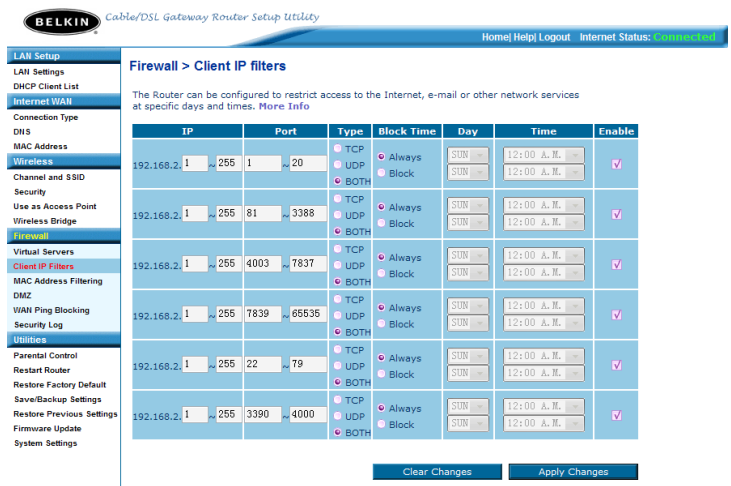 BELKIN Cable/DSL Gateway Router Setup Utility
Home| Help| Logout Internet Status: Connected
LAN Setup
LAN Settings
DHCP Client List
Internet WAN
Connection Type
DNS
MAC Address
Wireless
Channel and SSID
Security
Use as Access Point
Wireless Bridge
Firewall
Virtual Servers
Client IP Filters
MAC Address Filtering
DMZ
WAN Ping Blocking
Security Log
Utilities
Parental Control
Restart Router
Restore Factory Default
Save/Backup Settings
Restore Previous Settings
Firmware Update
System Settings
Firewall > Client IP filters
The Router can be configured to restrict access to the Internet, e-mail or other network services
at specific days and times. More Info
IP Port Type Block Time Day Time Enable
192.168.2. 1 ~ 255 1 ~ 20 TCP UDP BOTH Always Block SUN SUN 12:00 A.M. 12:00 A.M.
192.168.2. 1 ~ 255 81 ~ 3388 TCP UDP BOTH Always Block SUN SUN 12:00 A.M. 12:00 A.M.
192.168.2. 1 ~ 255 4003 ~ 7837 TCP UDP BOTH Always Block SUN SUN 12:00 A.M. 12:00 A.M.
192.168.2. 1 ~ 255 7839 ~ 65535 TCP UDP BOTH Always Block SUN SUN 12:00 A.M. 12:00 A.M.
192.168.2. 1 ~ 255 22 ~ 79 TCP UDP BOTH Always Block SUN SUN 12:00 A.M. 12:00 A.M.
192.168.2. 1 ~ 255 3390 ~ 4000 TCP UDP BOTH Always Block SUN SUN 12:00 A.M. 12:00 A.M.
Clear Changes Apply Changes